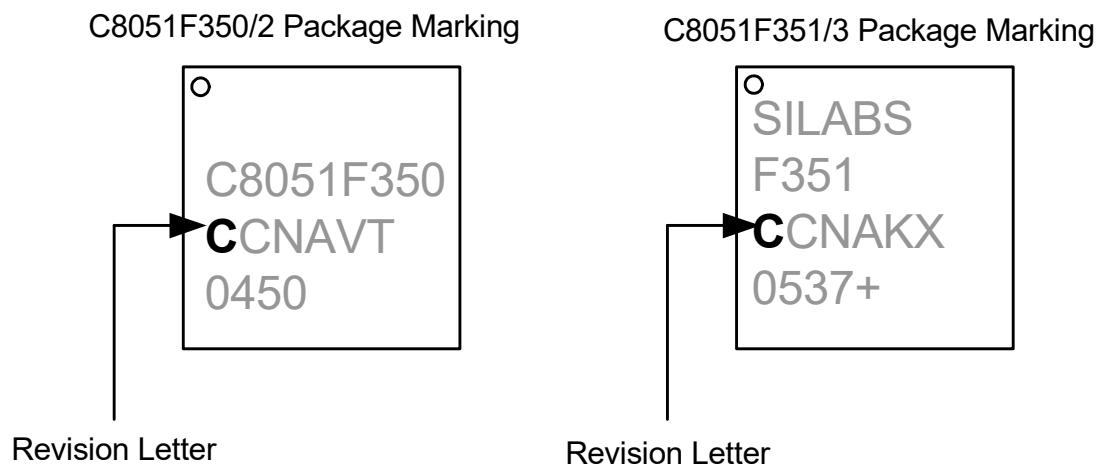 C8051F350/2 Package Marking
C8051F350
CCNAVT
0450
Revision Letter
C8051F351/3 Package Marking
SILABS
F351
CCNAKX
0537+
Revision Letter